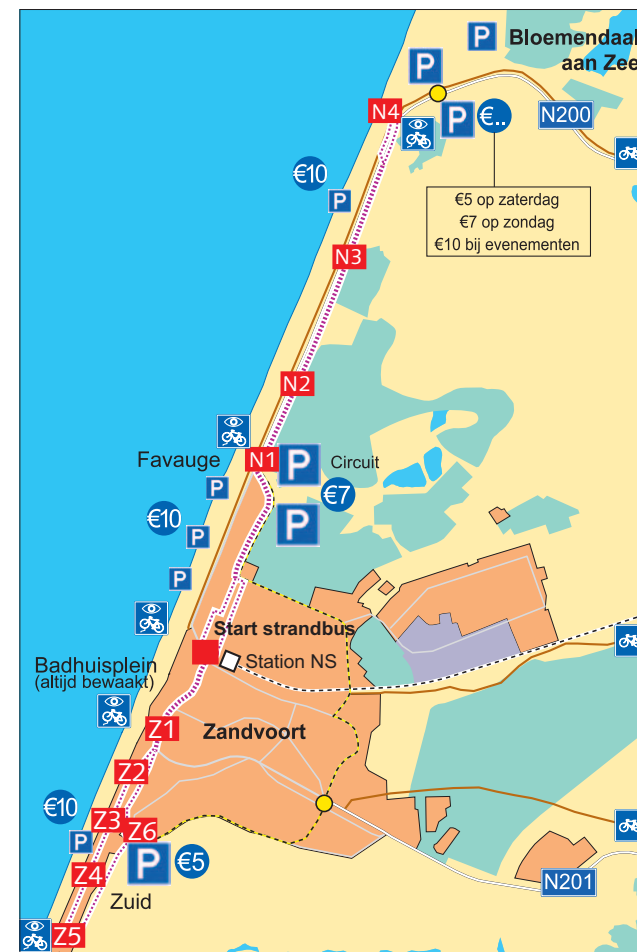 P
Bloemendaal
aan Zee
P
N4
P
€..
N200
€10
P
€5 op zaterdag
€7 op zondag
€10 bij evenementen
N3
N2
Favauge
N1
P
Circuit
P
€7
€10
P
P
P
Start strandbus
Station NS
Badhuisplein
(altijd bewaakt)
Z1
Zandvoort
Z2
€10
Z3
Z6
P
P
€5
Z4
N201
Zuid
Z5